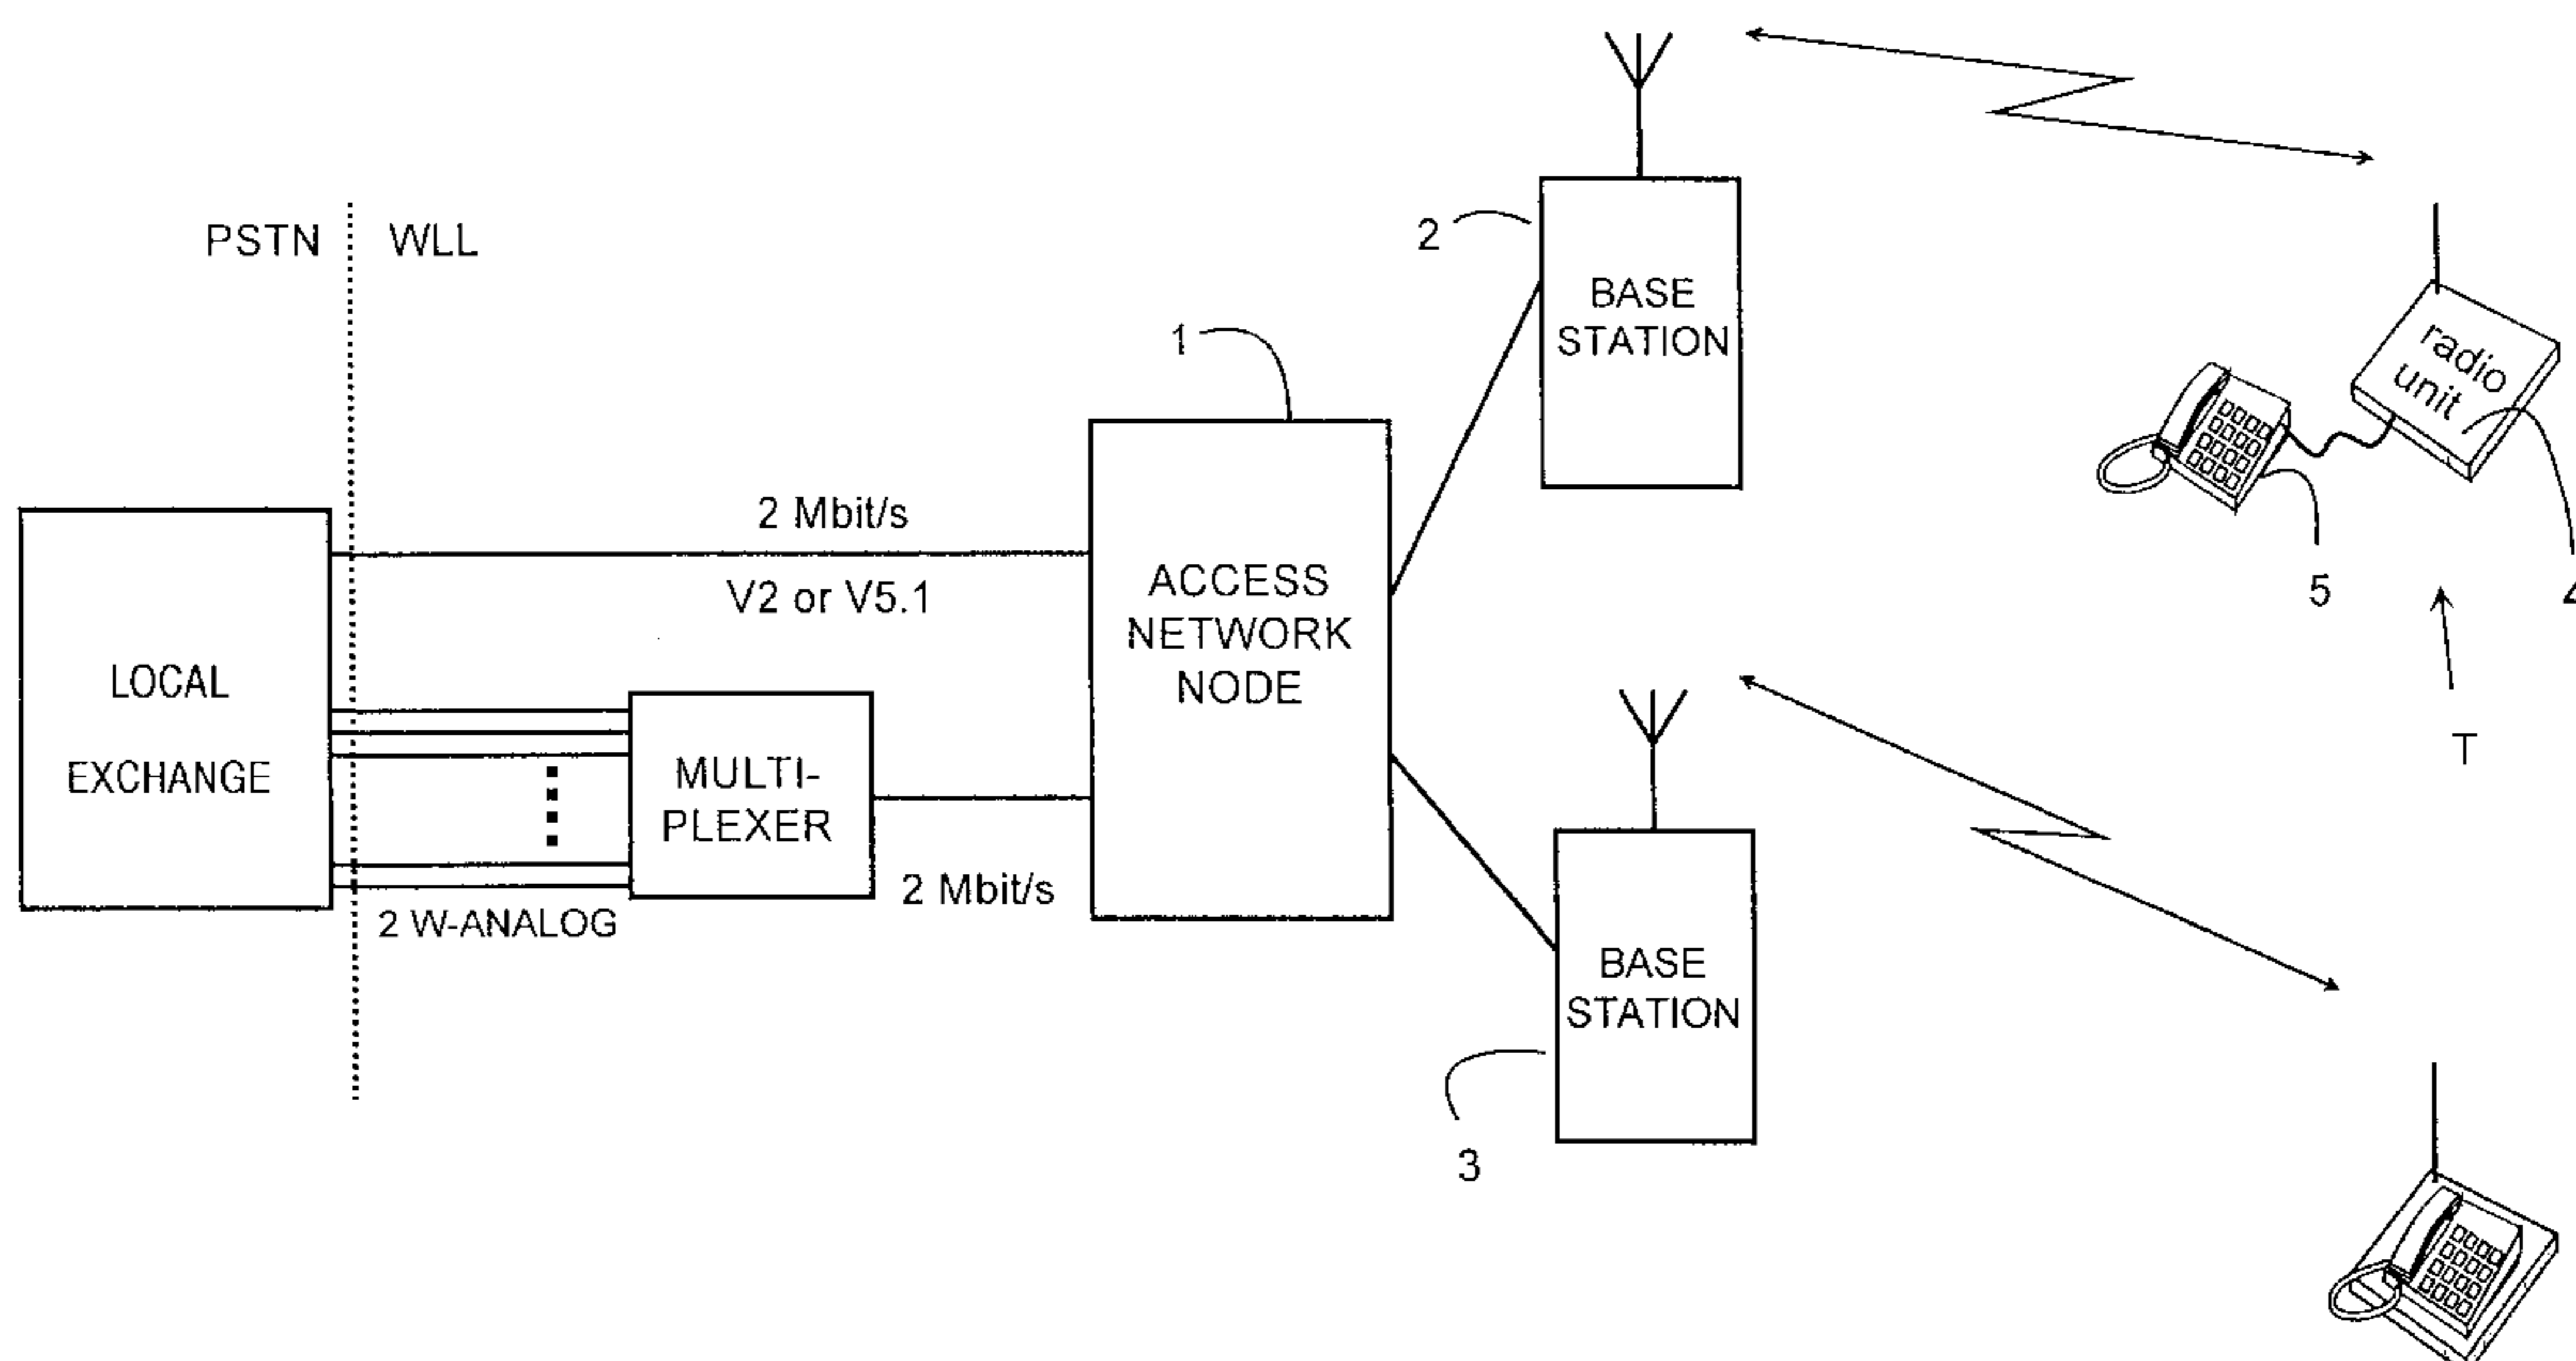 PSTN
WLL
2
BASE
STATION
1
radio
unit
2 Mbit/s
V2 or V5.1
ACCESS
NETWORK
NODE
5
4
LOCAL
EXCHANGE
MULTI-
PLEXER
T
2 Mbit/s
2 W-ANALOG
BASE
STATION
3